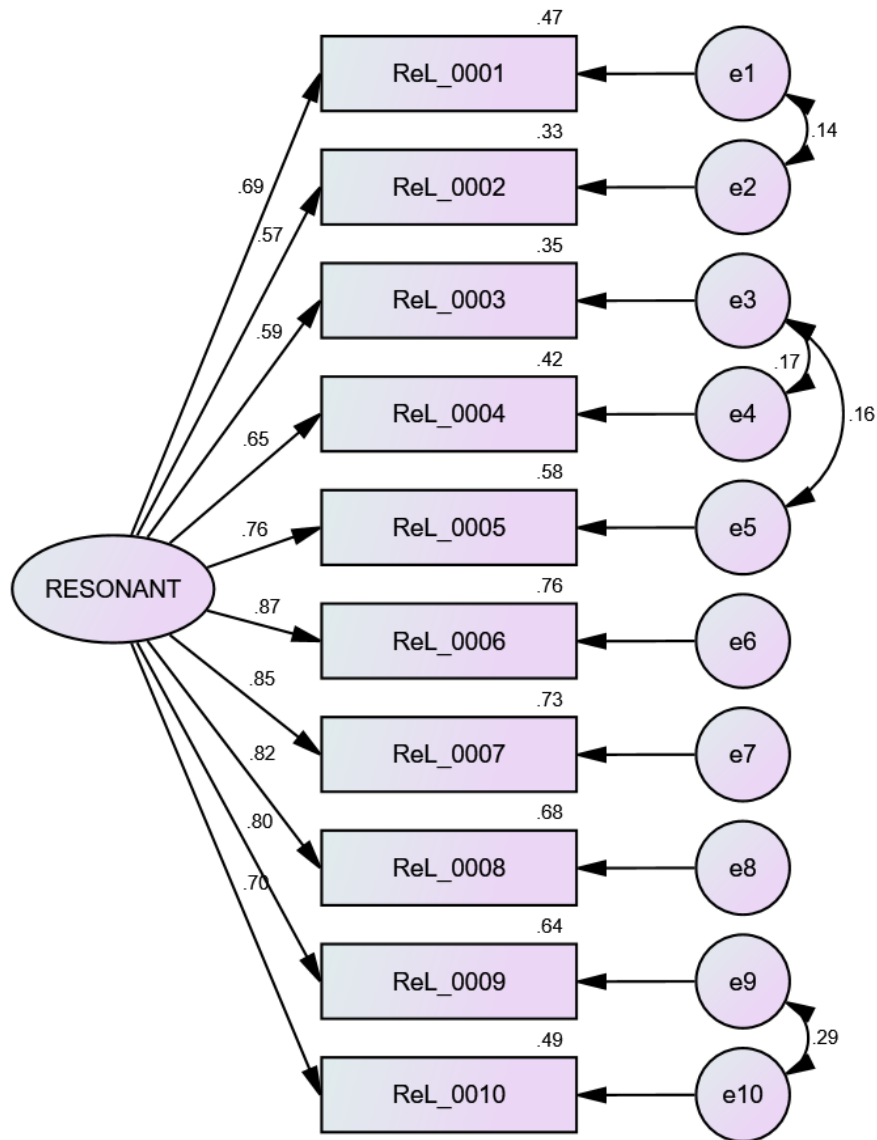 .47
ReL_0001
e1
.14
.69
.33
ReL_0002
e2
.57
.35
ReL_0003
e3
.59
.17
.42
ReL_0004
e4
.16
.65
.58
ReL_0005
e5
.76
RESONANT
.76
ReL_0006
e6
.87
.73
ReL_0007
e7
.85
.82
.68
ReL_0008
e8
.80
.70
.64
ReL_0009
e9
.29
.49
ReL_0010
e10